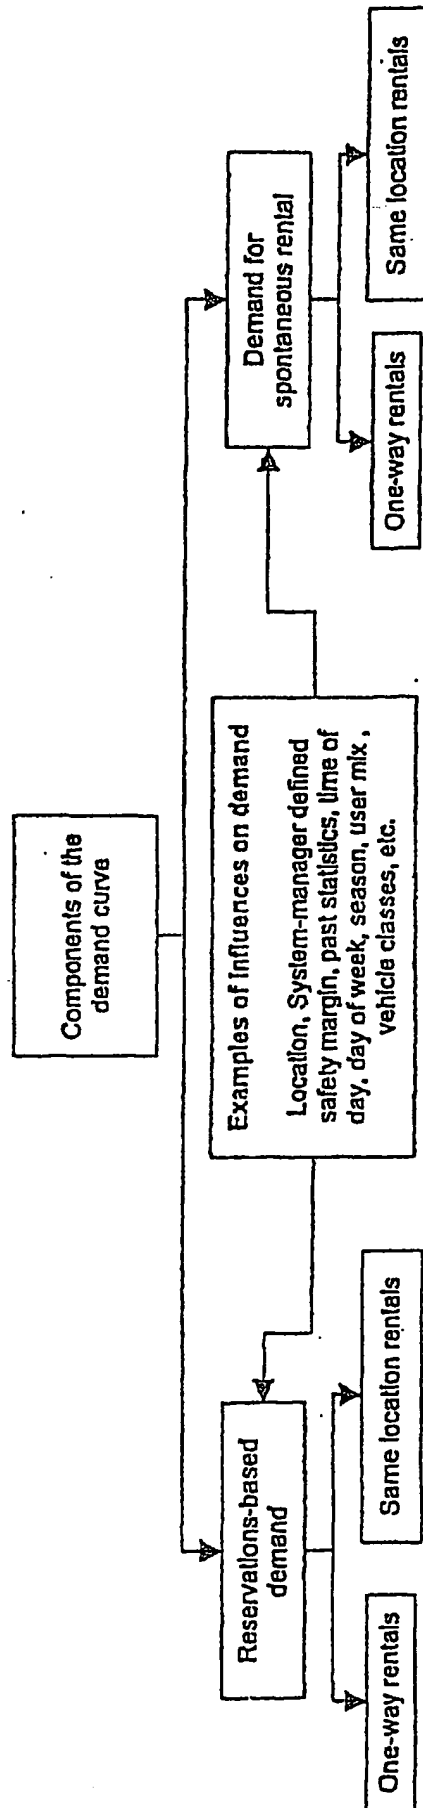 Components of the
demand curve
Reservations-based
demand
Examples of influences on demand
Location, System-manager defined
safety margin, past statistics, time of
day, day of week, season, user mix ,
vehicle classes, etc.
Demand for
spontaneous rental
One-way rentals
Same location rentals
One-way rentals
Same location rentals